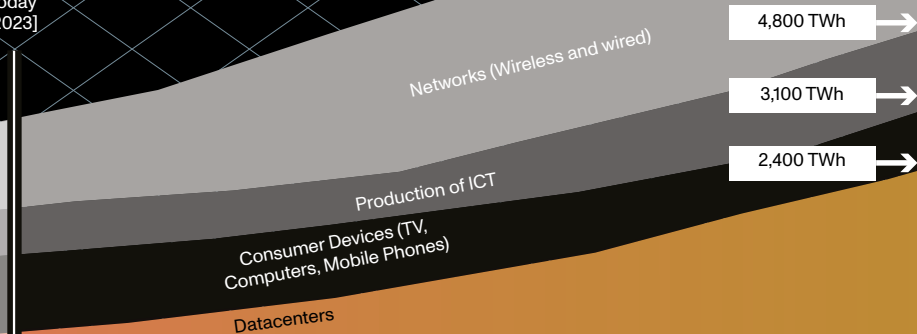 2023]
4,800 TWh
Networks (Wireless and wired)
3,100 TWh
2,400 TWh
Production of ICT
Consumer Devices (TV,
Computers, Mobile Phones)
Datacenters